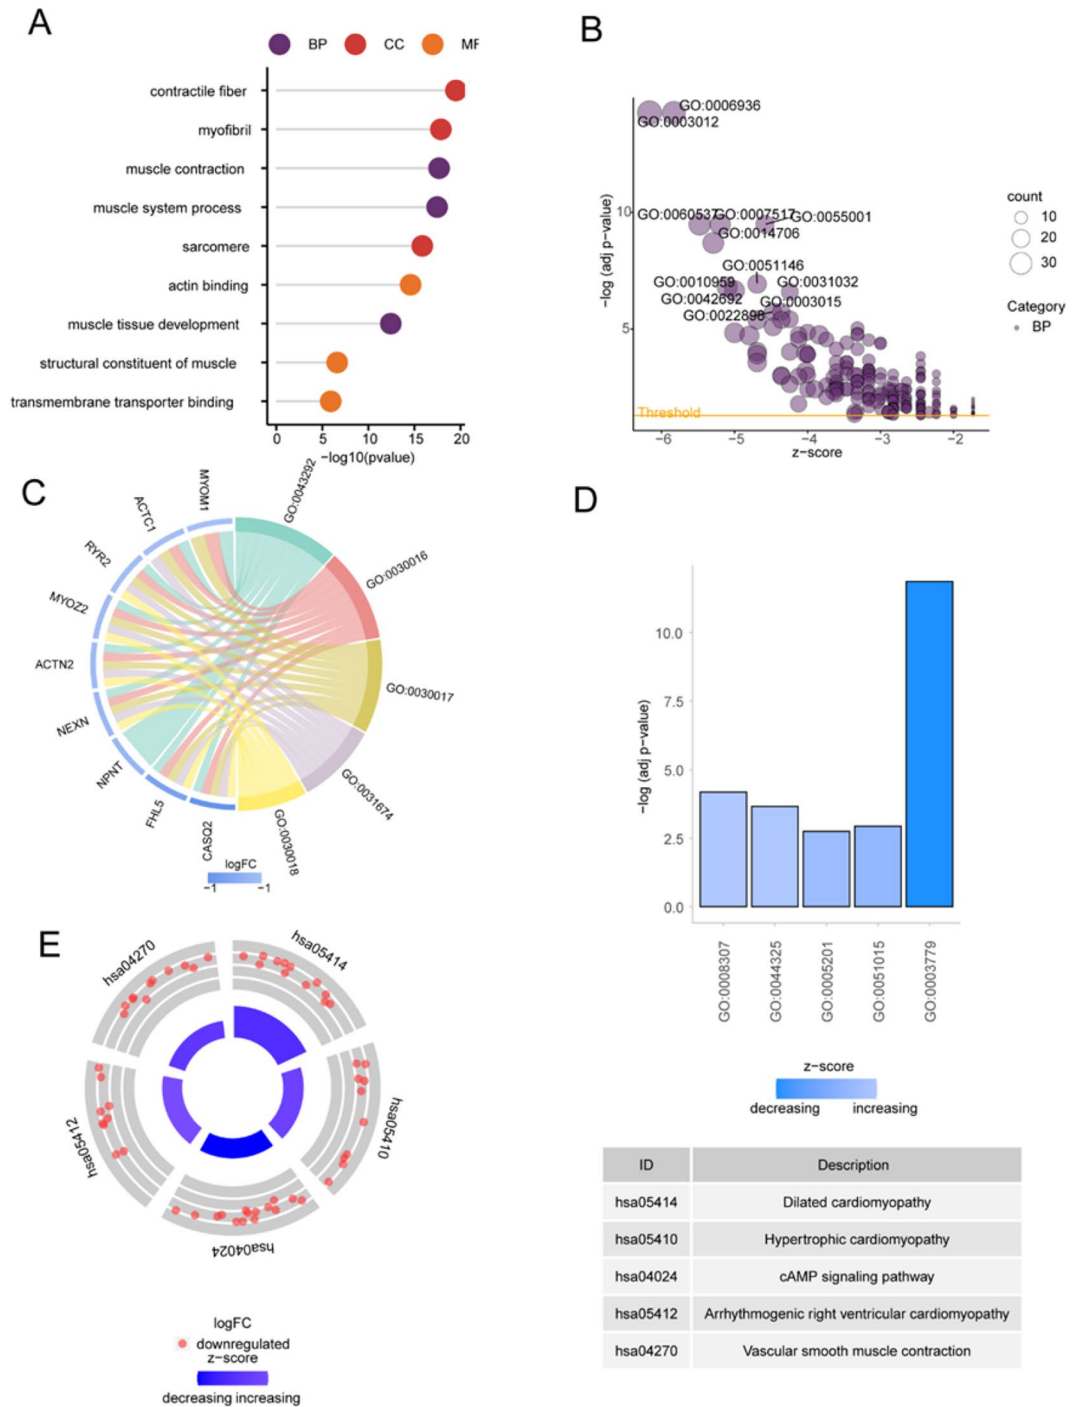 A
BP CC MF
contractile fiber
myofibril
muscle contraction
muscle system process
sarcomere
actin binding
muscle tissue development
structural constituent of muscle
transmembrane transporter binding
0 5 10 15 20
−log10(pvalue)
B
GO:0006936
GO:0003012
GO:0060537
GO:0007517
GO:0055001
GO:0014706
GO:0051146
GO:0010959
GO:0031032
GO:0042692
GO:0003015
GO:0022898
Threshold
10
5
−log (adj p−value)
−6 −5 −4 −3 −2
z−score
count
10
20
30
Category
BP
C
MYOM1
ACTC1
RYR2
MYOZ2
ACTN2
NEXN
NPNT
FHL5
CASQ2
GO:0043292
GO:0030016
GO:0030017
GO:0031674
GO:0030018
logFC
−1 −1
D
−log (adj p−value)
10.0
7.5
5.0
2.5
0.0
GO:0008307
GO:0044325
GO:0005201
GO:0051015
GO:0003779
z−score
decreasing increasing
E
hsa04270
hsa05414
hsa05410
hsa04024
hsa05412
logFC
downregulated
z−score
decreasing increasing
ID Description
hsa05414 Dilated cardiomyopathy
hsa05410 Hypertrophic cardiomyopathy
hsa04024 cAMP signaling pathway
hsa05412 Arrhythmogenic right ventricular cardiomyopathy
hsa04270 Vascular smooth muscle contraction